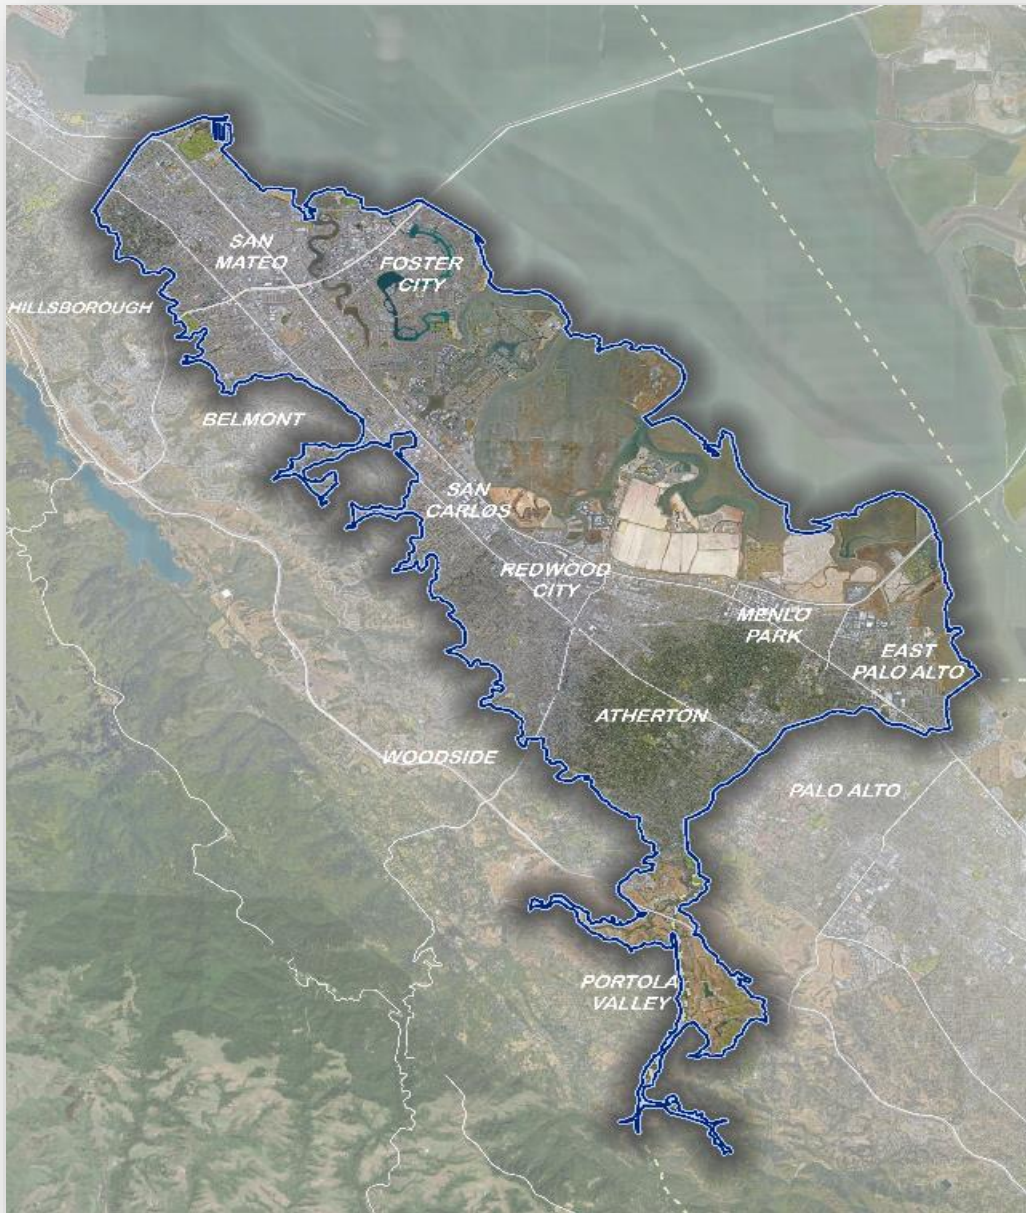 SAN
MATEO
FOSTER
CITY
HILLSBOROUGH
BELMONT
SAN
CARLOS
REDWOOD
CITY
MENLO
PARK
EAST
PALO ALTO
ATHERTON
WOODSIDE
PALO ALTO
PORTOLA
VALLEY